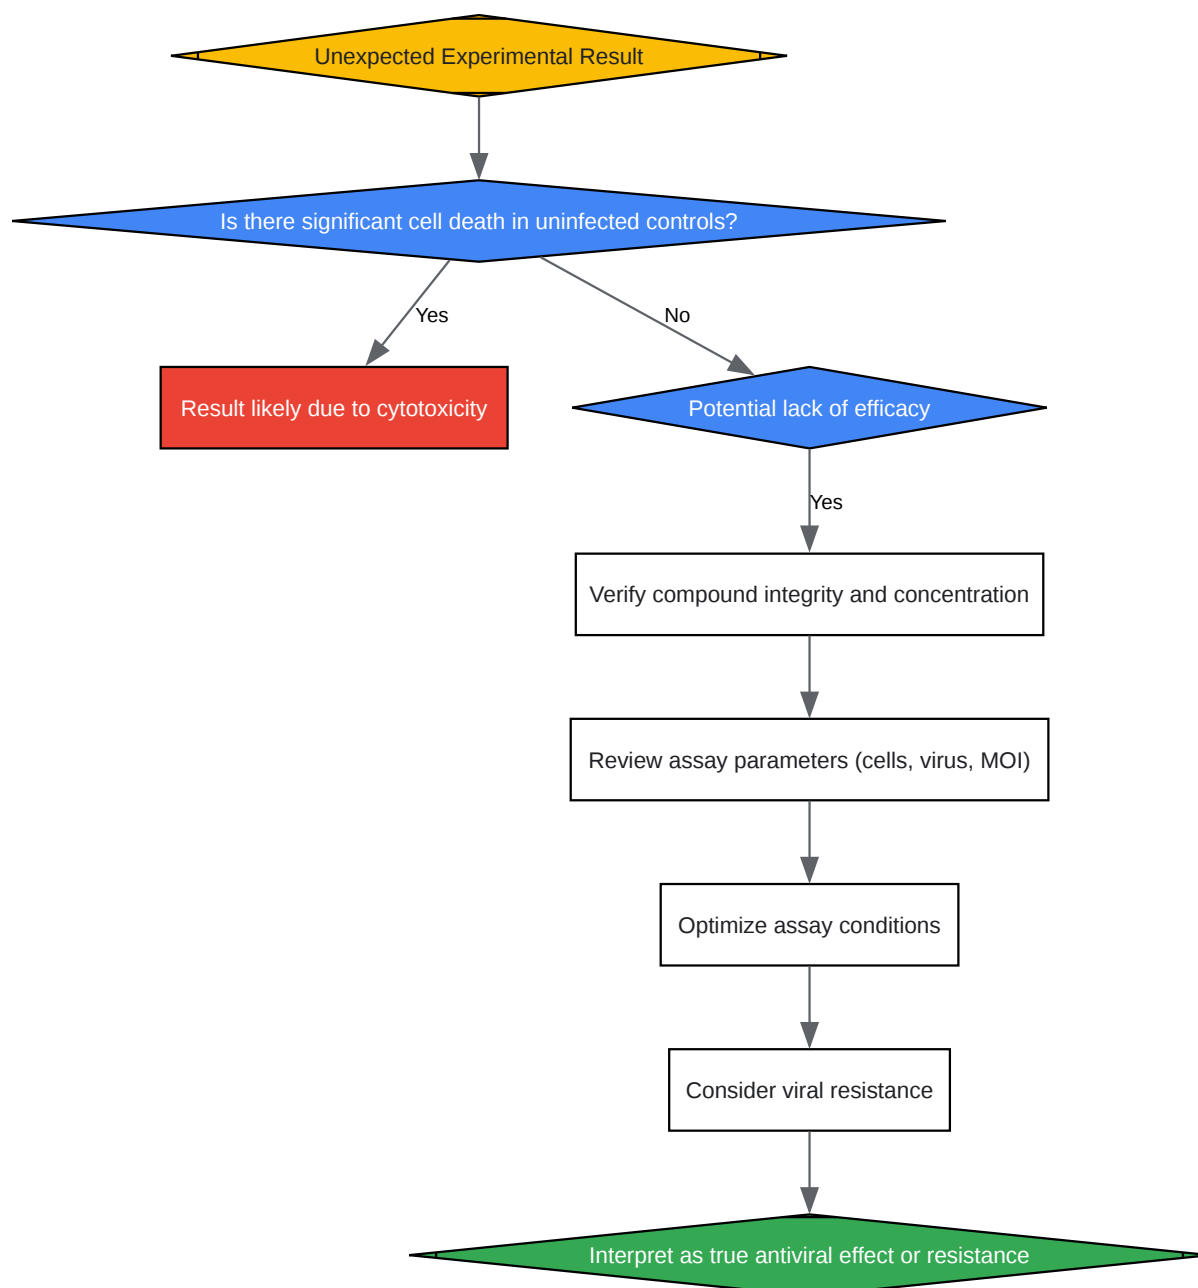 Unexpected Experimental Result
Is there significant cell death in uninfected controls?
Yes
No
Result likely due to cytotoxicity
Potential lack of efficacy
Yes
Verify compound integrity and concentration
Review assay parameters (cells, virus, MOI)
Optimize assay conditions
Consider viral resistance
Interpret as true antiviral effect or resistance